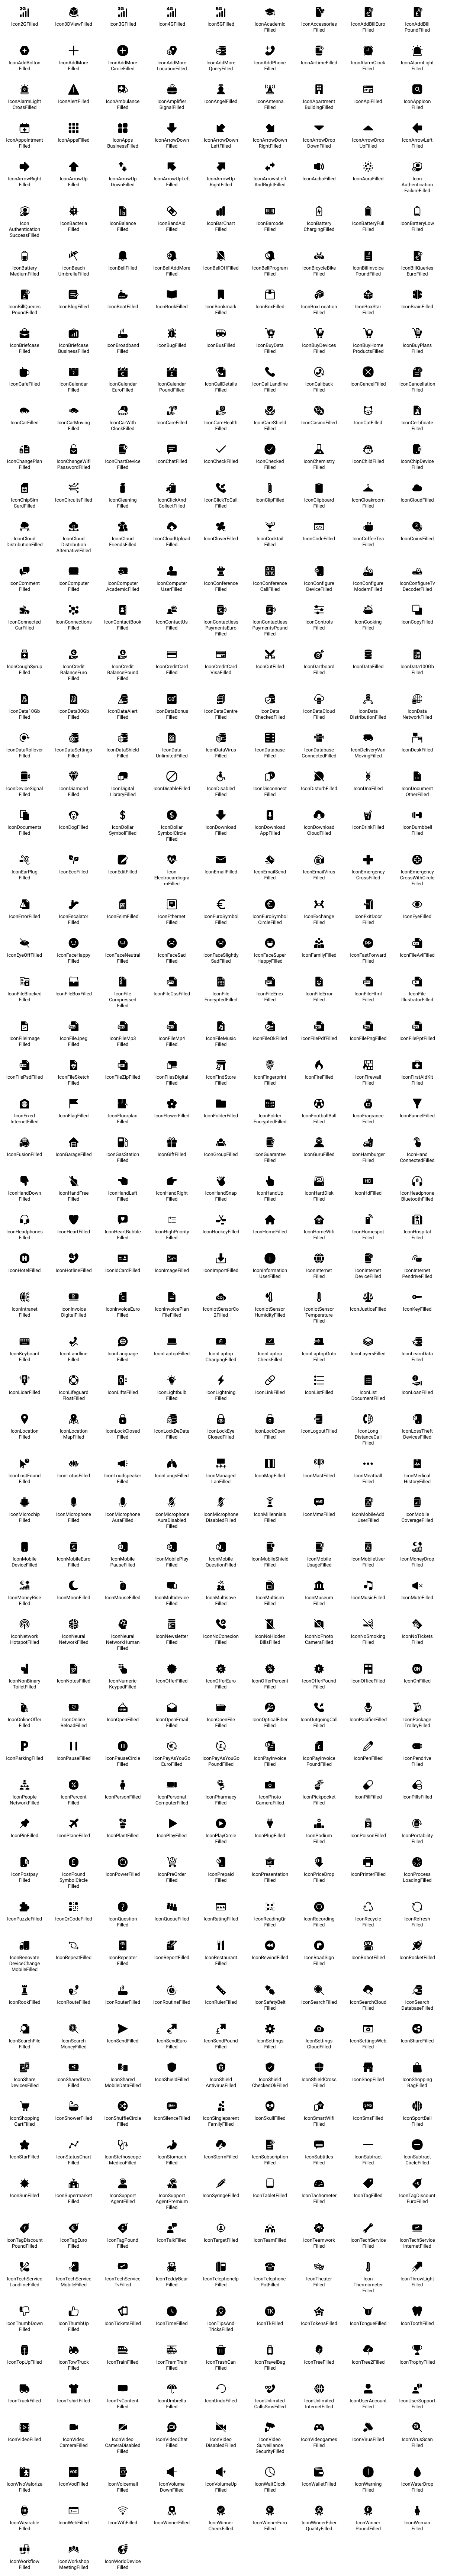 Icon2GFilled Icon3DViewFilled Icon3GFilled Icon4GFilled Icon5GFilled IconAcademic IconAccessories IconAddBillEuro IconAddBill
Filled Filled Filled PoundFilled
IconAddBolton IconAddMore IconAddMore IconAddMore IconAddMore IconAddPhone IconAirtimeFilled IconAlarmClock IconAlarmLight
Filled Filled CircleFilled LocationFilled QueryFilled Filled Filled Filled
IconAlarmLight IconAlertFilled IconAmbulance IconAmplifier IconAngelFilled IconAntenna IconApartment IconApiFilled IconAppIcon
CrossFilled Filled SignalFilled Filled BuildingFilled Filled
IconAppointment IconAppsFilled IconApps IconArrowDown IconArrowDown IconArrowDown IconArrowDrop IconArrowDrop IconArrowLeft
Filled BusinessFilled Filled LeftFilled RightFilled DownFilled UpFilled Filled
IconArrowRight IconArrowUp IconArrowUp IconArrowUpLeft IconArrowUp IconArrowsLeft IconAudioFilled IconAuraFilled Icon
Filled Filled DownFilled Filled RightFilled AndRightFilled Authentication
FailureFilled
Icon IconBacteria IconBalance IconBandAid IconBarChart IconBarcode IconBattery IconBatteryFull IconBatteryLow
Authentication Filled Filled Filled Filled Filled ChargingFilled Filled Filled
SuccessFilled
IconBattery IconBeach IconBellFilled IconBellAddMore IconBellOffFilled IconBellProgram IconBicycleBike IconBillInvoice IconBillQueries
MediumFilled UmbrellaFilled Filled Filled Filled PoundFilled EuroFilled
IconBillQueries IconBlogFilled IconBoatFilled IconBookFilled IconBookmark IconBoxFilled IconBoxLocation IconBoxStar IconBrainFilled
PoundFilled Filled Filled Filled
IconBriefcase IconBriefcase IconBroadband IconBugFilled IconBusFilled IconBuyData IconBuyDevices IconBuyHome IconBuyPlans
Filled BusinessFilled Filled Filled Filled ProductsFilled Filled
IconCafeFilled IconCalendar IconCalendar IconCalendar IconCallDetails IconCallLandline IconCallback IconCancelFilled IconCancellation
Filled EuroFilled PoundFilled Filled Filled Filled Filled
IconCarFilled IconCarMoving IconCarWith IconCareFilled IconCareHealth IconCareShield IconCasinoFilled IconCatFilled IconCertificate
Filled ClockFilled Filled Filled Filled
IconChangePlan IconChangeWifi IconChartDevice IconChatFilled IconCheckFilled IconChecked IconChemistry IconChildFilled IconChipDevice
Filled PasswordFilled Filled Filled Filled Filled
IconChipSim IconCircuitsFilled IconCleaning IconClickAnd IconClickToCall IconClipFilled IconClipboard IconCloakroom IconCloudFilled
CardFilled Filled CollectFilled Filled Filled Filled
IconCloud IconCloud IconCloud IconCloudUpload IconCloverFilled IconCocktail IconCodeFilled IconCoffeeTea IconCoinsFilled
DistributionFilled Distribution FriendsFilled Filled Filled Filled
AlternativeFilled
IconComment IconComputer IconComputer IconComputer IconConference IconConference IconConfigure IconConfigure IconConfigureTv
Filled Filled AcademicFilled UserFilled Filled CallFilled DeviceFilled ModemFilled DecoderFilled
IconConnected IconConnections IconContactBook IconContactUs IconContactless IconContactless IconControls IconCooking IconCopyFilled
CarFilled Filled Filled Filled PaymentsEuro PaymentsPound Filled Filled
Filled Filled
IconCoughSyrup IconCredit IconCredit IconCreditCard IconCreditCard IconCutFilled IconDartboard IconDataFilled IconData100Gb
Filled BalanceEuro BalancePound Filled VisaFilled Filled Filled
Filled Filled
IconData10Gb IconData30Gb IconDataAlert IconDataBonus IconDataCentre IconData IconDataCloud IconData IconData
Filled Filled Filled Filled Filled CheckedFilled Filled DistributionFilled NetworkFilled
IconDataRollover IconDataSettings IconDataShield IconData IconDataVirus IconDatabase IconDatabase IconDeliveryVan IconDeskFilled
Filled Filled Filled UnlimitedFilled Filled Filled ConnectedFilled MovingFilled
IconDeviceSignal IconDiamond IconDigital IconDisableFilled IconDisabled IconDisconnect IconDisturbFilled IconDnaFilled IconDocument
Filled Filled LibraryFilled Filled Filled OtherFilled
IconDocuments IconDogFilled IconDollar IconDollar IconDownload IconDownload IconDownload IconDrinkFilled IconDumbbell
Filled SymbolFilled SymbolCircle Filled AppFilled CloudFilled Filled
Filled
IconEarPlug IconEcoFilled IconEditFilled Icon IconEmailFilled IconEmailSend IconEmailVirus IconEmergency IconEmergency
Filled Electrocardiogra Filled Filled CrossFilled CrossWithCircle
mFilled Filled
IconErrorFilled IconEscalator IconEsimFilled IconEthernet IconEuroSymbol IconEuroSymbol IconExchange IconExitDoor IconEyeFilled
Filled Filled Filled CircleFilled Filled Filled
IconEyeOffFilled IconFaceHappy IconFaceNeutral IconFaceSad IconFaceSlightly IconFaceSuper IconFamilyFilled IconFastForward IconFileAviFilled
Filled Filled Filled SadFilled HappyFilled Filled
IconFileBlocked IconFileBoxFilled IconFile IconFileCssFilled IconFile IconFileEnex IconFileError IconFileHtml IconFile
Filled Compressed EncryptedFilled Filled Filled Filled IllustratorFilled
Filled
IconFileImage IconFileJpeg IconFileMp3 IconFileMp4 IconFileMusic IconFileOkFilled IconFilePdfFilled IconFilePngFilled IconFilePptFilled
Filled Filled Filled Filled Filled
IconFilePsdFilled IconFileSketch IconFileZipFilled IconFilesDigital IconFindStore IconFingerprint IconFireFilled IconFirewall IconFirstAidKit
Filled Filled Filled Filled Filled Filled
IconFixed IconFlagFilled IconFloorplan IconFlowerFilled IconFolderFilled IconFolder IconFootballBall IconFragrance IconFunnelFilled
InternetFilled Filled EncryptedFilled Filled Filled
IconFusionFilled IconGarageFilled IconGasStation IconGiftFilled IconGroupFilled IconGuarantee IconGuruFilled IconHamburger IconHand
Filled Filled Filled ConnectedFilled
IconHandDown IconHandFree IconHandLeft IconHandRight IconHandSnap IconHandUp IconHardDisk IconHdFilled IconHeadphone
Filled Filled Filled Filled Filled Filled Filled BluetoothFilled
IconHeadphones IconHeartFilled IconHeartBubble IconHighPriority IconHockeyFilled IconHomeFilled IconHomeWifi IconHomespot IconHospital
Filled Filled Filled Filled Filled Filled
IconHotelFilled IconHotlineFilled IconIdCardFilled IconImageFilled IconImportFilled IconInformation IconInternet IconInternet IconInternet
UserFilled Filled DeviceFilled PendriveFilled
IconIntranet IconInvoice IconInvoiceEuro IconInvoicePlan IconIotSensorCo IconIotSensor IconIotSensor IconJusticeFilled IconKeyFilled
Filled DigitalFilled Filled FileFilled 2Filled HumidityFilled Temperature
Filled
IconKeyboard IconLandline IconLanguage IconLaptopFilled IconLaptop IconLaptop IconLaptopGoto IconLayersFilled IconLearnData
Filled Filled Filled ChargingFilled CheckFilled Filled Filled
IconLidarFilled IconLifeguard IconLiftsFilled IconLightbulb IconLightning IconLinkFilled IconListFilled IconList IconLoanFilled
FloatFilled Filled Filled DocumentFilled
IconLocation IconLocation IconLockClosed IconLockDeData IconLockEye IconLockOpen IconLogoutFilled IconLong IconLossTheft
Filled MapFilled Filled Filled ClosedFilled Filled DistanceCall DevicesFilled
Filled
IconLostFound IconLotusFilled IconLoudspeaker IconLungsFilled IconManaged IconMapFilled IconMastFilled IconMeatball IconMedical
Filled Filled LanFilled Filled HistoryFilled
IconMicrochip IconMicrophone IconMicrophone IconMicrophone IconMicrophone IconMillennials IconMmsFilled IconMobileAdd IconMobile
Filled Filled AuraFilled AuraDisabled DisabledFilled Filled UserFilled CoverageFilled
Filled
IconMobile IconMobileEuro IconMobile IconMobilePlay IconMobile IconMobileShield IconMobile IconMobileUser IconMoneyDrop
DeviceFilled Filled PauseFilled Filled QuestionFilled Filled UsageFilled Filled Filled
IconMoneyRise IconMoonFilled IconMouseFilled IconMultidevice IconMultisave IconMultisim IconMuseum IconMusicFilled IconMuteFilled
Filled Filled Filled Filled Filled
IconNetwork IconNeural IconNeural IconNewsletter IconNoConexion IconNoHidden IconNoPhoto IconNoSmoking IconNoTickets
HotspotFilled NetworkFilled NetworkHuman Filled Filled BillsFilled CameraFilled Filled Filled
Filled
IconNonBinary IconNotesFilled IconNumeric IconOfferFilled IconOfferEuro IconOfferPercent IconOfferPound IconOfficeFilled IconOnFilled
ToiletFilled KeypadFilled Filled Filled Filled
IconOnlineOffer IconOnline IconOpenFilled IconOpenEmail IconOpenFile IconOpticalFiber IconOutgoingCall IconPacifierFilled IconPackage
Filled ReloadFilled Filled Filled Filled Filled TrolleyFilled
IconParkingFilled IconPauseFilled IconPauseCircle IconPayAsYouGo IconPayAsYouGo IconPayInvoice IconPayInvoice IconPenFilled IconPendrive
Filled EuroFilled PoundFilled Filled PoundFilled Filled
IconPeople IconPercent IconPersonFilled IconPersonal IconPharmacy IconPhoto IconPickpocket IconPillFilled IconPillsFilled
NetworkFilled Filled ComputerFilled Filled CameraFilled Filled
IconPinFilled IconPlaneFilled IconPlantFilled IconPlayFilled IconPlayCircle IconPlugFilled IconPodium IconPoisonFilled IconPortability
Filled Filled Filled
IconPostpay IconPound IconPowerFilled IconPreOrder IconPrepaid IconPresentation IconPriceDrop IconPrinterFilled IconProcess
Filled SymbolCircle Filled Filled Filled Filled LoadingFilled
Filled
IconPuzzleFilled IconQrCodeFilled IconQuestion IconQueueFilled IconRatingFilled IconReadingQr IconRecording IconRecycle IconRefresh
Filled Filled Filled Filled Filled
IconRenovate IconRepeatFilled IconRepeater IconReportFilled IconRestaurant IconRewindFilled IconRoadSign IconRobotFilled IconRocketFilled
DeviceChange Filled Filled Filled
MobileFilled
IconRookFilled IconRouteFilled IconRouterFilled IconRoutineFilled IconRulerFilled IconSafetyBelt IconSearchFilled IconSearchCloud IconSearch
Filled Filled DatabaseFilled
IconSearchFile IconSearch IconSendFilled IconSendEuro IconSendPound IconSettings IconSettings IconSettingsWeb IconShareFilled
Filled MoneyFilled Filled Filled Filled CloudFilled Filled
IconShare IconSharedData IconShared IconShieldFilled IconShield IconShield IconShieldCross IconShopFilled IconShopping
DevicesFilled Filled MobileDataFilled AntivirusFilled CheckedOkFilled Filled BagFilled
IconShopping IconShowerFilled IconShuffleCircle IconSilenceFilled IconSingleparent IconSkullFilled IconSmartWifi IconSmsFilled IconSportBall
CartFilled Filled FamilyFilled Filled Filled
IconStarFilled IconStatusChart IconStethoscope IconStomach IconStormFilled IconSubscription IconSubtitles IconSubtract IconSubtract
Filled MedicoFilled Filled Filled Filled Filled CircleFilled
IconSunFilled IconSupermarket IconSupport IconSupport IconSyringeFilled IconTabletFilled IconTachometer IconTagFilled IconTagDiscount
Filled AgentFilled AgentPremium Filled EuroFilled
Filled
IconTagDiscount IconTagEuro IconTagPound IconTalkFilled IconTargetFilled IconTeamFilled IconTeamwork IconTechService IconTechService
PoundFilled Filled Filled Filled Filled InternetFilled
IconTechService IconTechService IconTechService IconTeddyBear IconTelephoneIp IconTelephone IconTheater Icon IconThrowLight
LandlineFilled MobileFilled TvFilled Filled Filled PotFilled Filled Thermometer Filled
Filled
IconThumbDown IconThumbUp IconTicketsFilled IconTimeFilled IconTipsAnd IconTkFilled IconTokensFilled IconTongueFilled IconToothFilled
Filled Filled TricksFilled
IconTopUpFilled IconTowTruck IconTrainFilled IconTramTrain IconTrashCan IconTravelBag IconTreeFilled IconTree2Filled IconTrophyFilled
Filled Filled Filled Filled
IconTruckFilled IconTshirtFilled IconTvContent IconUmbrella IconUndoFilled IconUnlimited IconUnlimited IconUserAccount IconUserSupport
Filled Filled CallsSmsFilled InternetFilled Filled Filled
IconVideoFilled IconVideo IconVideo IconVideoChat IconVideo IconVideo IconVideogames IconVirusFilled IconVirusScan
CameraFilled CameraDisabled Filled DisabledFilled Surveillance Filled Filled
Filled SecurityFilled
IconVivoValoriza IconVodFilled IconVoicemail IconVolume IconVolumeUp IconWaitClock IconWalletFilled IconWarning IconWaterDrop
Filled Filled DownFilled Filled Filled Filled Filled
IconWearable IconWebFilled IconWifiFilled IconWinnerFilled IconWinner IconWinnerEuro IconWinnerFiber IconWinner IconWoman
Filled CheckFilled Filled QualityFilled PoundFilled Filled
IconWorkflow IconWorkshop IconWorldDevice
Filled MeetingFilled Filled